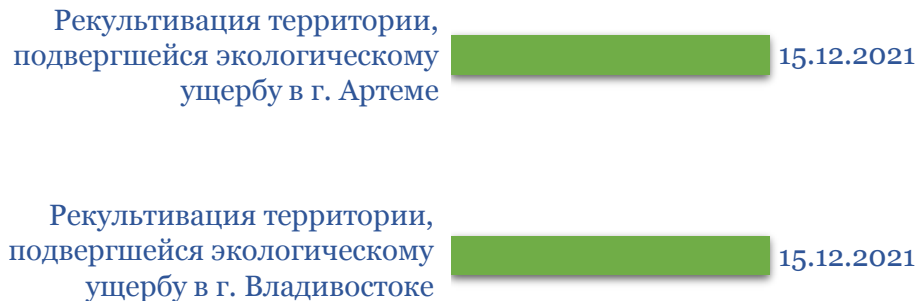 Рекультивация территории,
подвергшейся экологическому
ущербу в г. Артеме
15.12.2021
Рекультивация территории,
подвергшейся экологическому
ущербу в г. Владивостоке
15.12.2021